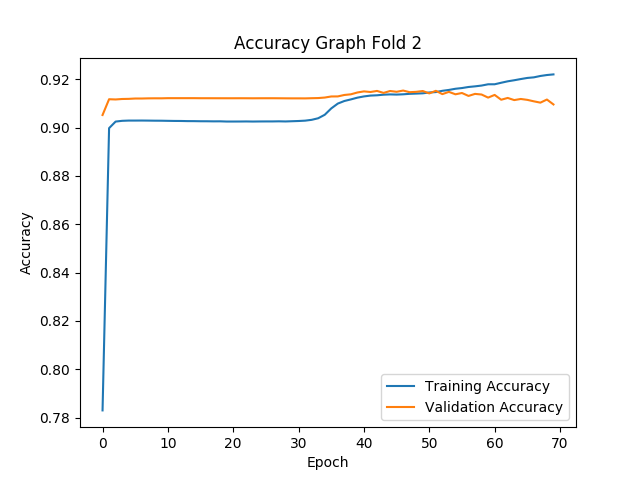 Accuracy Graph Fold 2
0.92
0.90
0.88
0.86
0.84
0.82
0.80
0.78
Accuracy
0 10 20 30 40 50 60 70
Epoch
Training Accuracy
Validation Accuracy